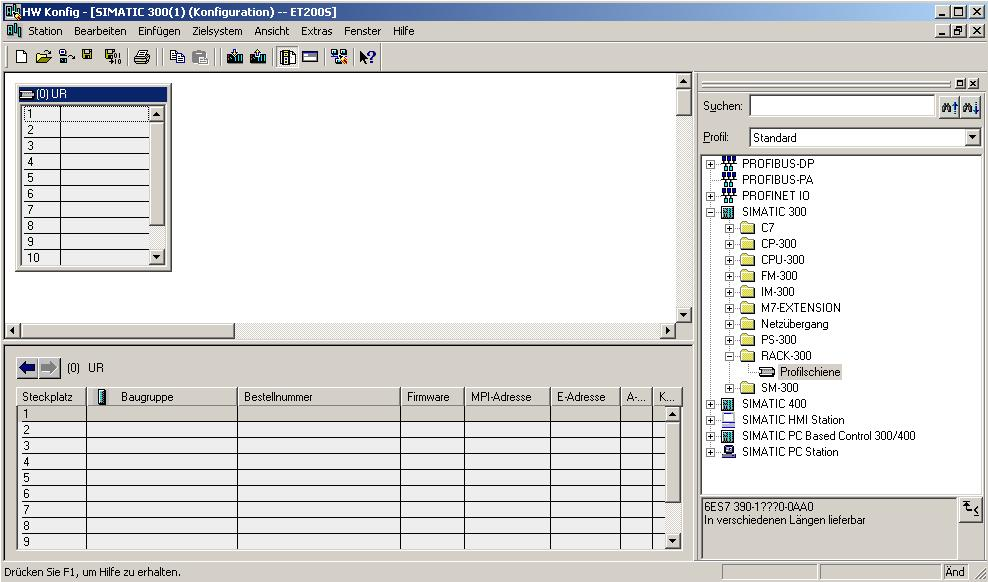 HW Konfig - [SIMATIC 300(1) (Konfiguration) -- ET200S]
Station Bearbeiten Einfügen Zielsystem Ansicht Extras Fenster Hilfe
(0) UR
1
2
3
4
5
6
7
8
9
10
Suchen:
Profil: Standard
PROFIBUS-DP
PROFIBUS-PA
PROFINET IO
SIMATIC 300
C7
CP-300
CPU-300
FM-300
IM-300
M7-EXTENSION
Netzübergang
PS-300
RACK-300
Profilschiene
SM-300
SIMATIC 400
SIMATIC HMI Station
SIMATIC PC Based Control 300/400
SIMATIC PC Station
6ES7 390-1???0-0AA0
In verschiedenen Längen lieferbar
(0) UR
Steckplatz Baugruppe Bestellnummer Firmware MPI-Adresse E-Adresse A-... K...
1
2
3
4
5
6
7
8
9
Drücken Sie F1, um Hilfe zu erhalten.
Änd